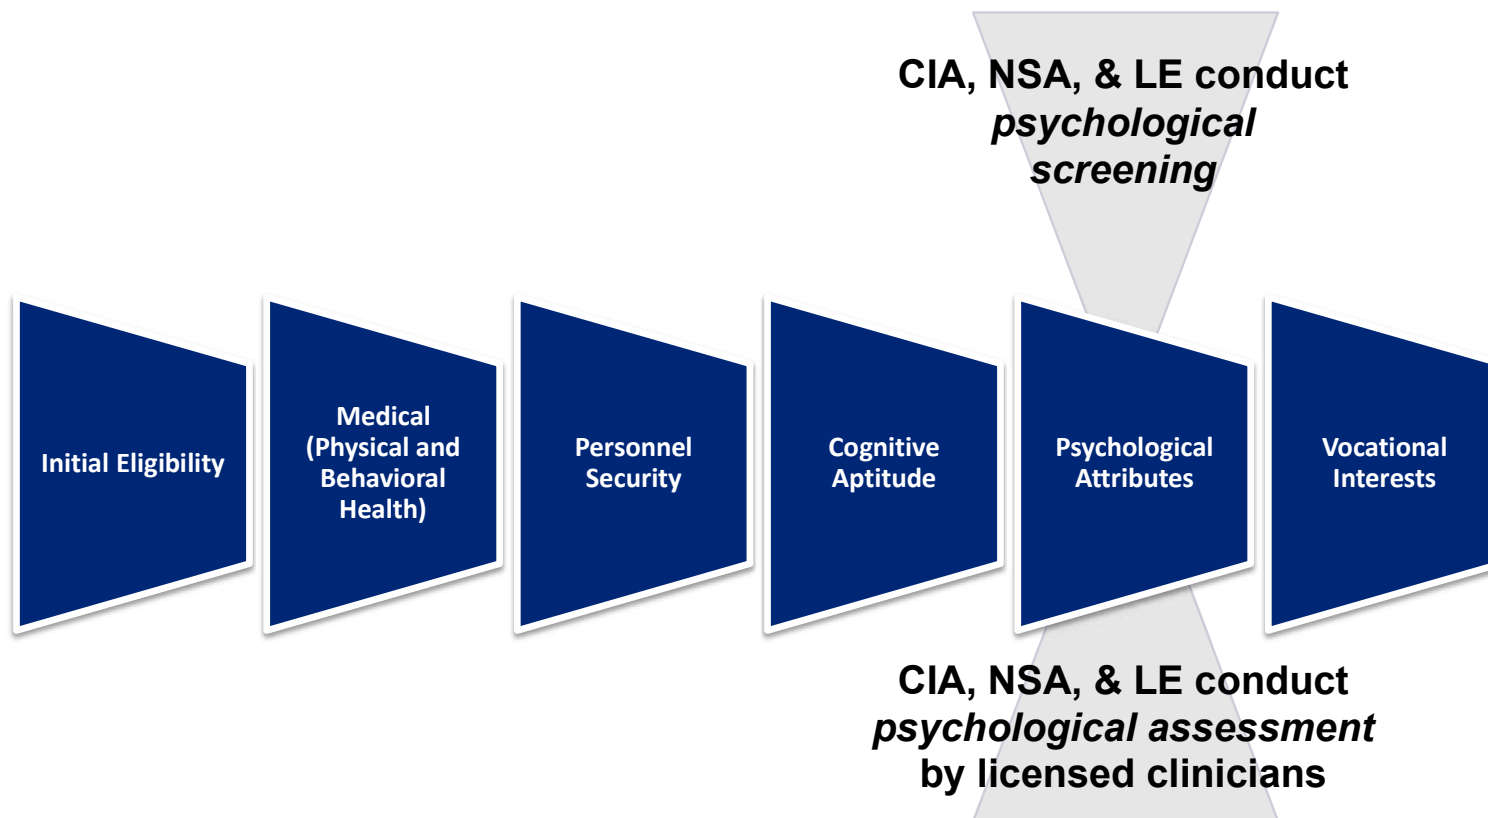 CIA, NSA, & LE conduct
psychological
screening
Initial Eligibility
Medical
(Physical and
Behavioral
Health)
Personnel
Security
Cognitive
Aptitude
Psychological
Attributes
Vocational
Interests
CIA, NSA, & LE conduct
psychological assessment
by licensed clinicians